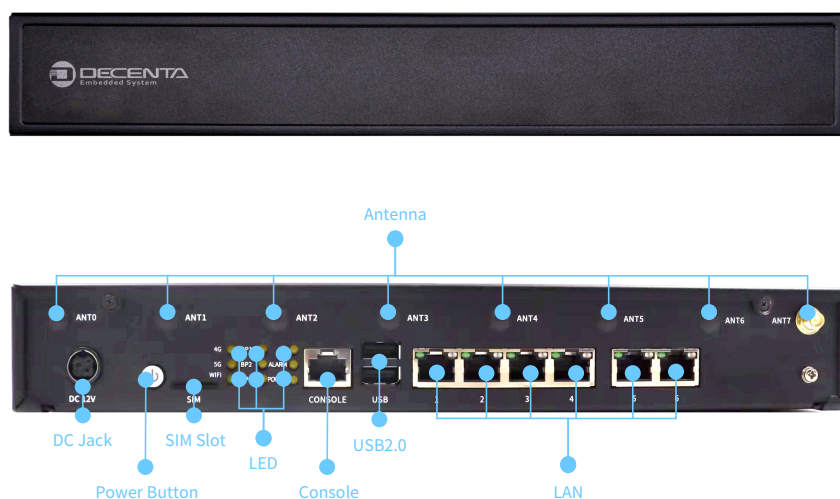 DECENTA
Embedded System
Antenna
ANT0 ANT1 ANT2 ANT3 ANT4 ANT5 ANT6 ANT7
4G
5G BP2 ALARM
WIFI
DC 12V SIM CONSOLE USB 1 2 3 4 5 6
DC Jack SIM Slot LED USB2.0
Power Button Console LAN